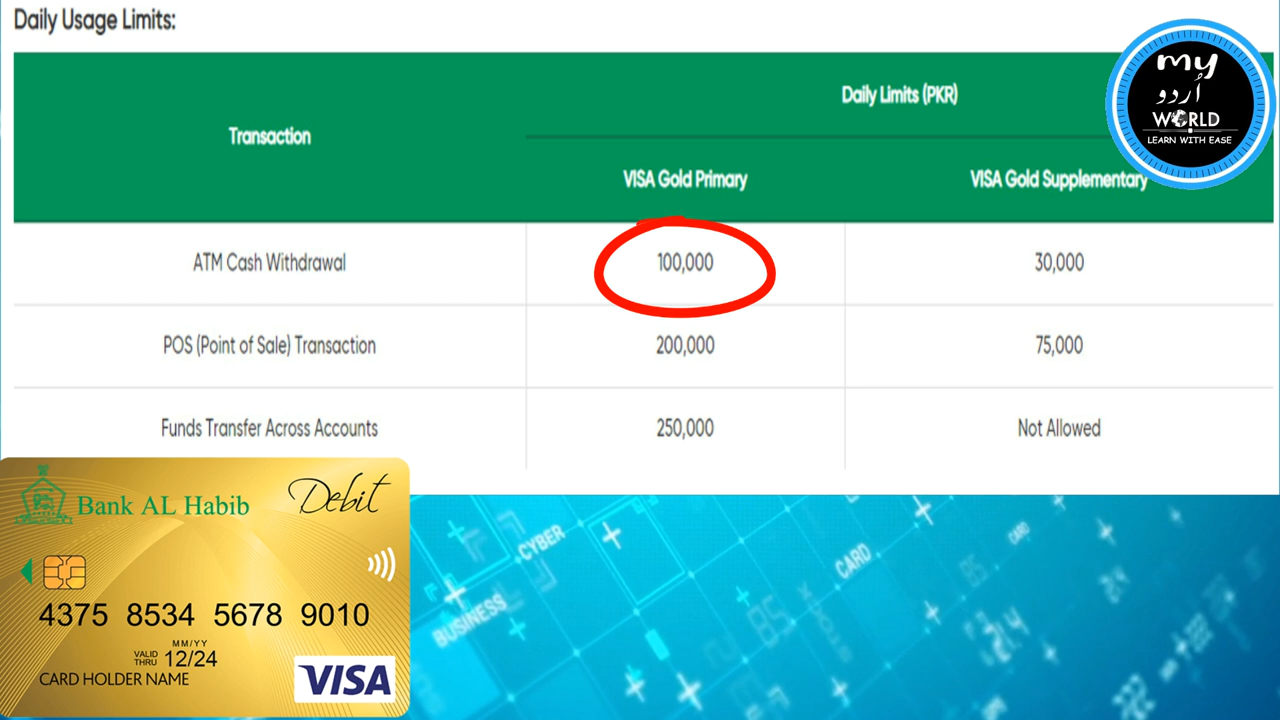 Daily Usage Limits:
Transaction
Daily Limits (PKR)
VISA Gold Primary
VISA Gold Supplementary
ATM Cash Withdrawal 100,000 30,000
POS (Point of Sale) Transaction 200,000 75,000
Funds Transfer Across Accounts 250,000 Not Allowed
my
اُردو
WORLD
LEARN WITH EASE
Bank AL Habib
Debit
4375 8534 5678 9010
MM/YY
VALID THRU 12/24
CARD HOLDER NAME
VISA
CYBER
CARD
CARD
BUSINESS
85
85